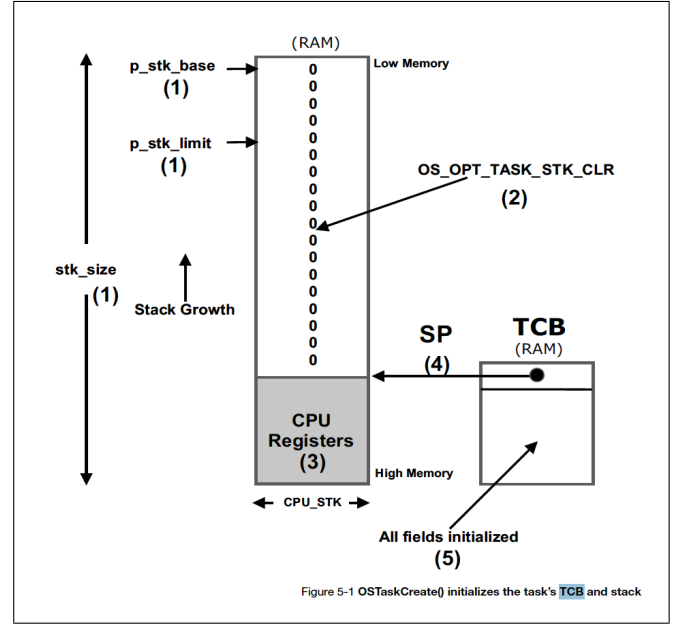 (RAM)
p_stk_base
(1)
Low Memory
0
0
0
0
p_stk_limit
(1)
0
0
0
OS_OPT_TASK_STK_CLR
(2)
0
0
0
0
0
stk_size
(1)
0
0
Stack Growth
0
0
0
0
SP
(4)
TCB
(RAM)
CPU
Registers
(3)
High Memory
CPU_STK
All fields initialized
(5)
Figure 5-1 OSTaskCreate() initializes the task's TCB and stack